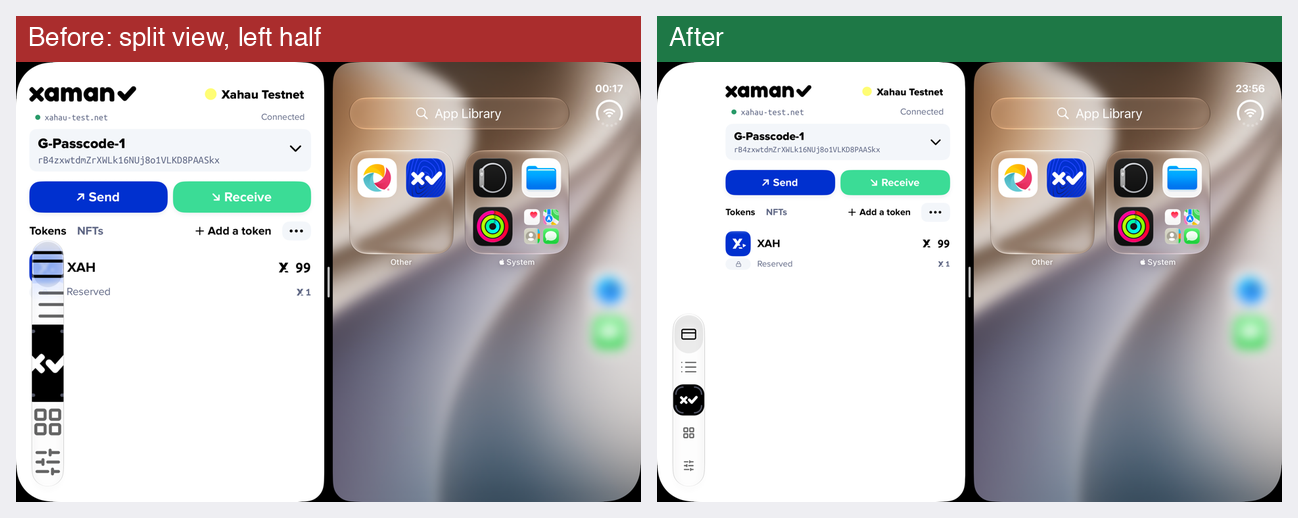 Before: split view, left half
xaman
Xahau Testnet
xahau-test.net
Connected
G-Passcode-1
rB4zxwtdmZrXWLk16NUj8o1VLKD8PAASkx
Send
Receive
Tokens NFTs
+ Add a token
XAH
99
Reserved
1
00:17
App Library
Other
System
After
xaman
Xahau Testnet
xahau-test.net
Connected
G-Passcode-1
rB4zxwtdmZrXWLk16NUj8o1VLKD8PAASkx
Send
Receive
Tokens NFTs
+ Add a token
XAH
99
Reserved
1
23:56
App Library
Other
System